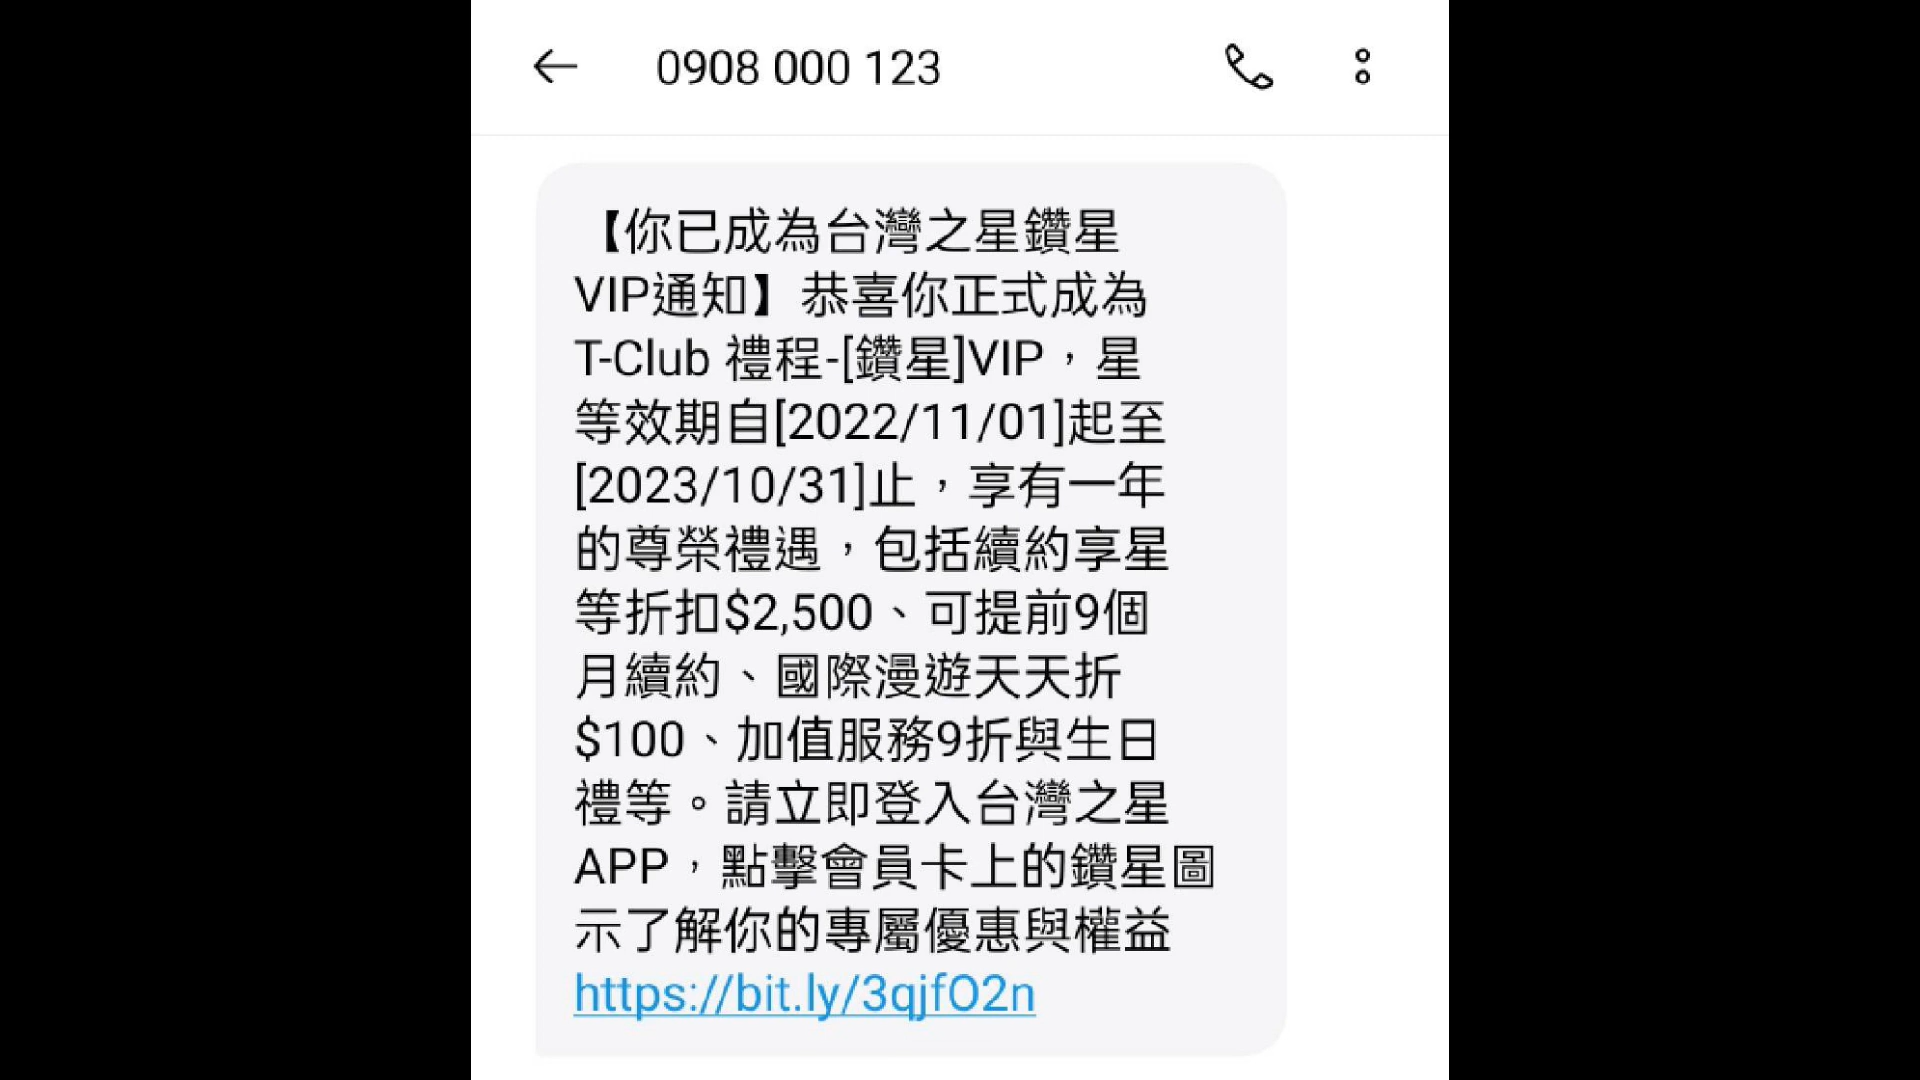 0908 000 123
【你已成為台灣之星鑽星
VIP通知】恭喜你正式成為
T-Club 禮程-[鑽星]VIP，星
等效期自[2022/11/01]起至
[2023/10/31]止，享有一年
的尊榮禮遇，包括續約享星
等折扣$2,500、可提前9個
月續約、國際漫遊天天折
$100、加值服務9折與生日
禮等。請立即登入台灣之星
APP，點擊會員卡上的鑽星圖
示了解你的專屬優惠與權益
https://bit.ly/3qjfO2n